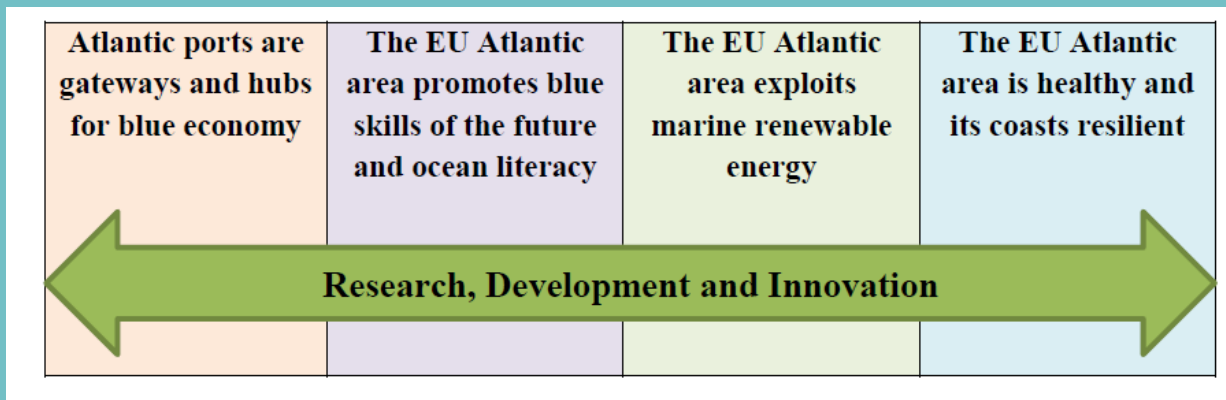 Atlantic ports are
gateways and hubs
for blue economy
The EU Atlantic
area promotes blue
skills of the future
and ocean literacy
The EU Atlantic
area exploits
marine renewable
energy
The EU Atlantic
area is healthy and
its coasts resilient
Research, Development and Innovation